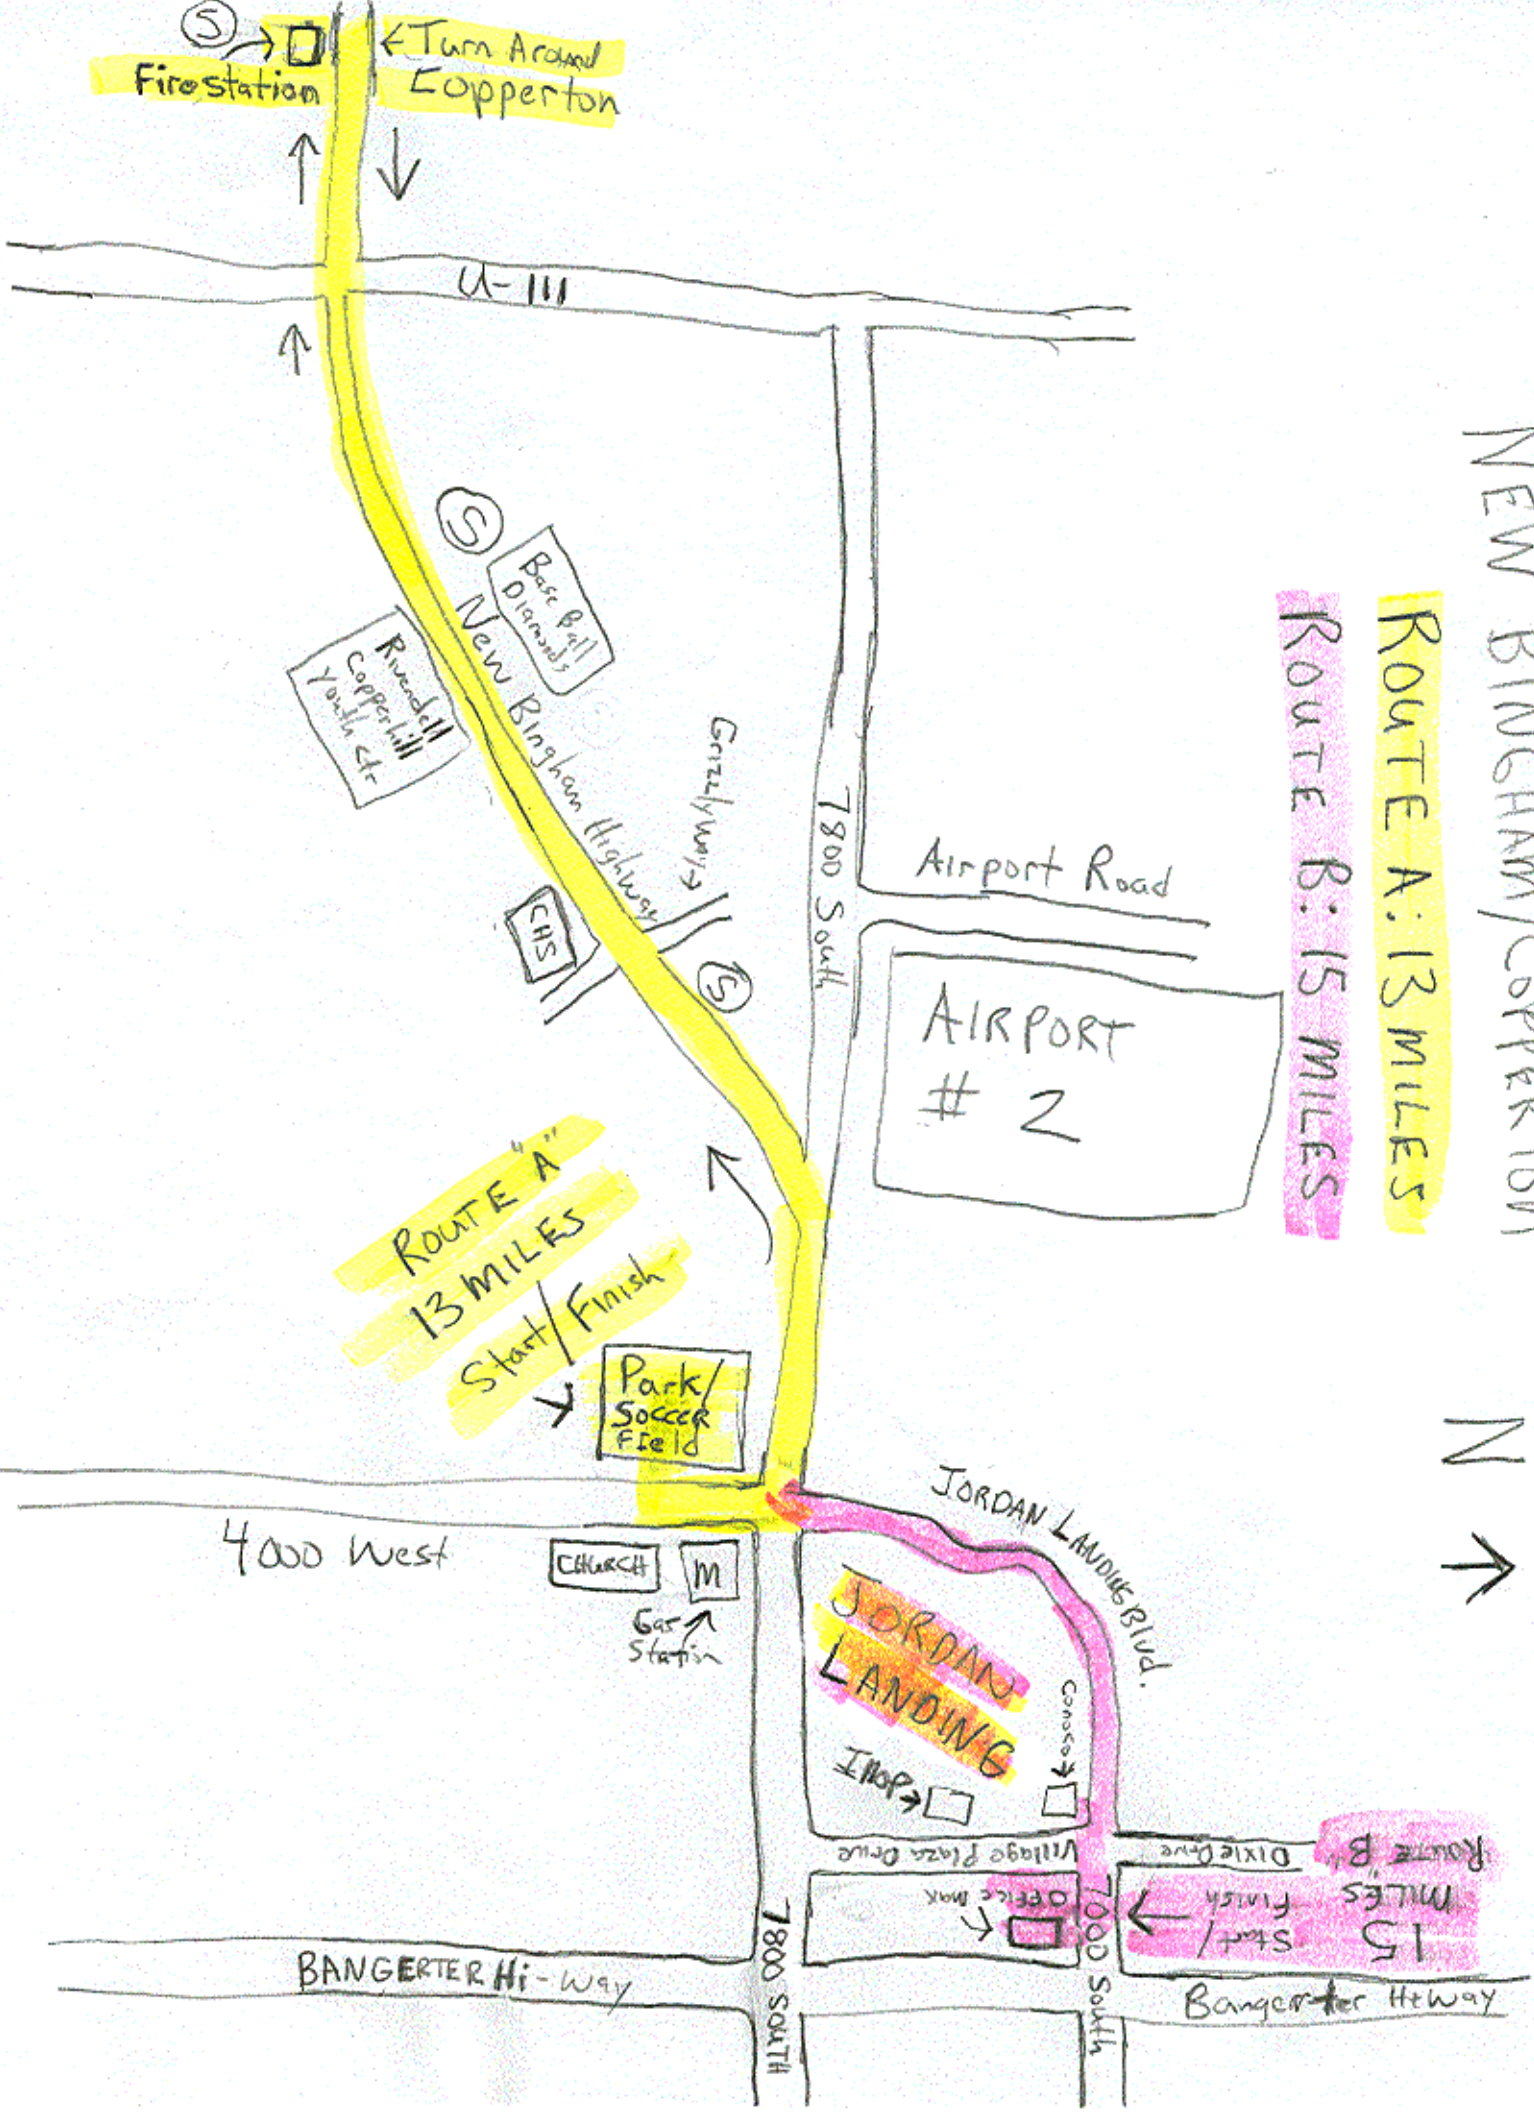 NEW BINGHAM/COPPERTON
ROUTE A: 13 MILES
ROUTE B: 15 MILES
S
Fire Station
Turn Around
Copperton
U-111
S
Base Ball
Diamonds
New Bingham Highway
Rivendell
Copperhill
Youth Ctr
Grizzly Way
CHS
S
7800 South
Airport Road
AIRPORT
# 2
ROUTE "A"
13 MILES
Start/Finish
Park/
Soccer
Field
N
4000 West
CHURCH
M
Gas
Station
JORDAN LANDING Blvd.
JORDAN
LANDING
Conoco
IHOP
Village Plaza Drive
Dixie Drive
ROUTE "B"
15 MILES
Start/
Finish
OFFICE Max
7000 South
7800 SOUTH
BANGERTER Hi-Way
Bangerter HiWay